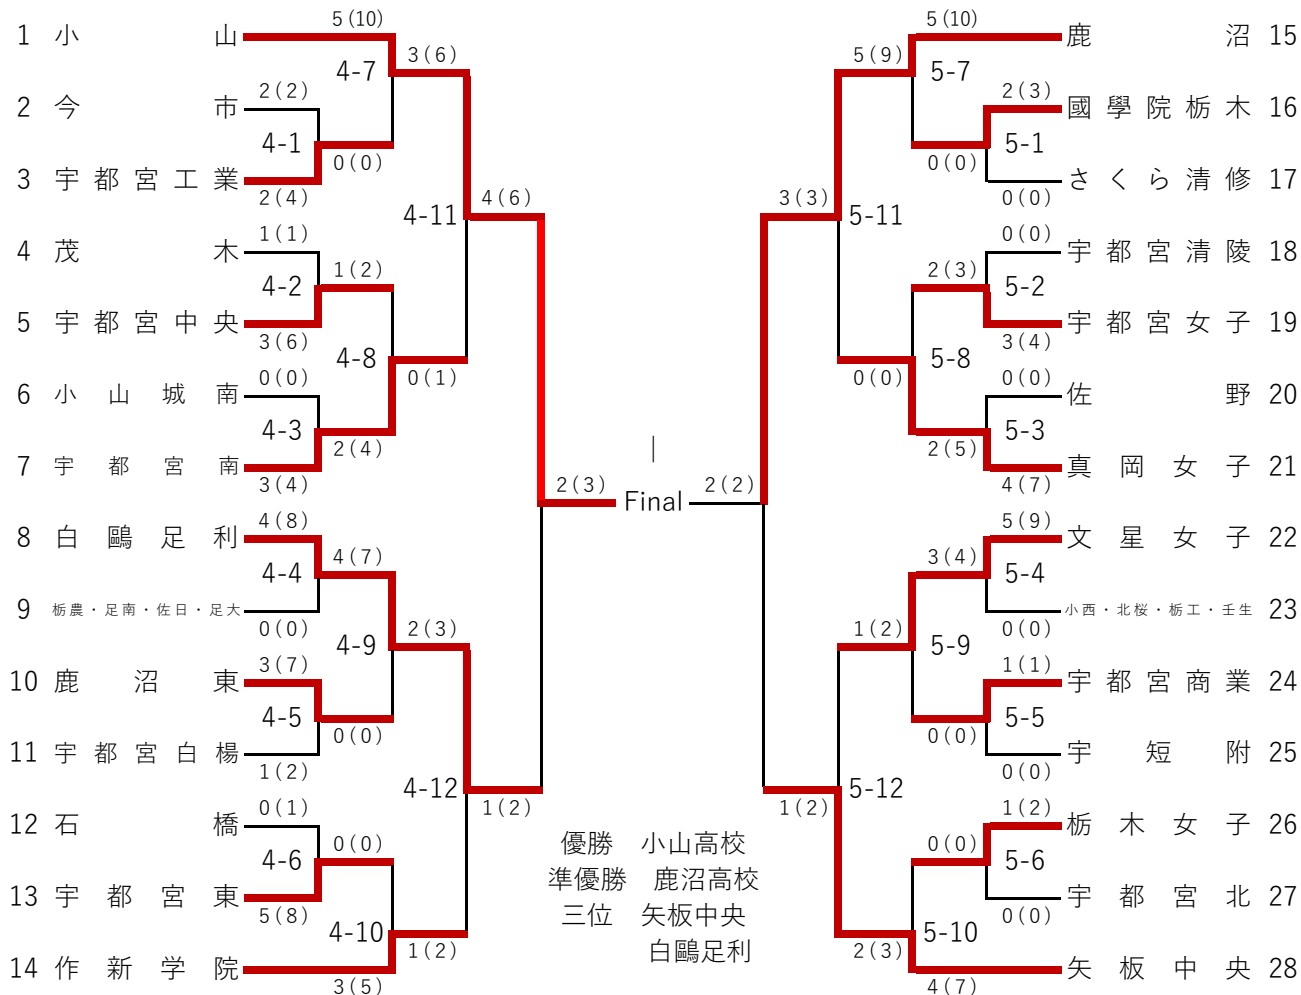 5(10)
5(10)
1 小山
鹿沼 15
3(6)
5(9)
4-7
5-7
2(2)
2(3)
2 今市
國學院栃木 16
4-1
5-1
0(0)
0(0)
3 宇都宮工業
さくら清修 17
2(4)
0(0)
4(6)
3(3)
4-11
5-11
1(1)
0(0)
4 茂木
宇都宮清陵 18
1(2)
2(3)
4-2
5-2
5 宇都宮中央
宇都宮女子 19
3(6)
3(4)
4-8
5-8
0(0)
0(1)
0(0)
0(0)
6 小山城南
佐野 20
4-3
5-3
2(4)
2(5)
7 宇都宮南
真岡女子 21
3(4)
4(7)
|
2(3)
Final
2(2)
4(8)
5(9)
8 白鷗足利
文星女子 22
4(7)
3(4)
4-4
5-4
9 栃農・足南・佐日・足大
小西・北桜・栃工・壬生 23
0(0)
0(0)
2(3)
1(2)
4-9
5-9
3(7)
1(1)
10 鹿沼東
宇都宮商業 24
4-5
5-5
0(0)
0(0)
11 宇都宮白楊
宇短附 25
1(2)
0(0)
4-12
5-12
0(1)
1(2)
1(2)
1(2)
12 石橋
栃木女子 26
0(0)
0(0)
4-6
5-6
13 宇都宮東
宇都宮北 27
5(8)
0(0)
4-10
5-10
1(2)
2(3)
14 作新学院
矢板中央 28
3(5)
4(7)
優勝 小山高校
準優勝 鹿沼高校
三位 矢板中央
白鷗足利